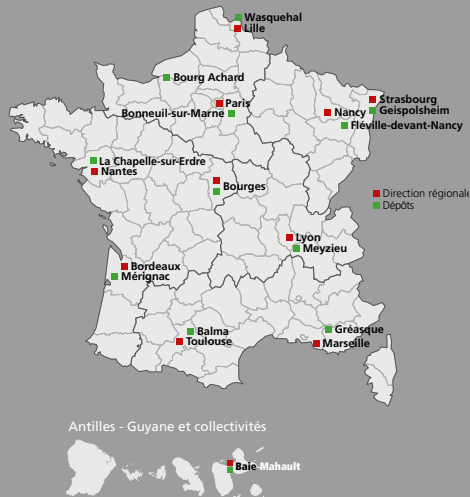 Wasquehal
Lille
Bourg Achard
Paris
Bonneuil-sur-Marne
Strasbourg
Nancy
Geispolsheim
Fléville-devant-Nancy
La Chapelle-sur-Erdre
Nantes
Bourges
Direction régionale
Dépôts
Lyon
Meyzieu
Bordeaux
Mérignac
Balma
Toulouse
Gréasque
Marseille
Antilles - Guyane et collectivités
Baie-Mahault